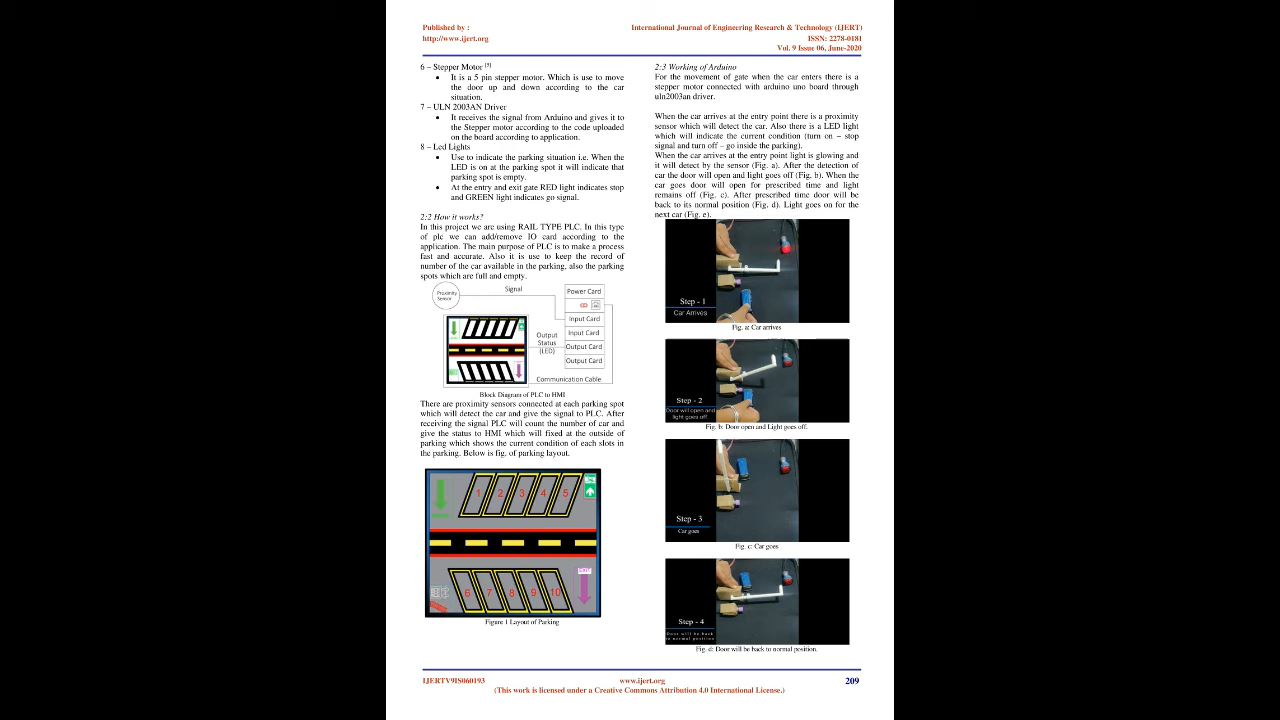 Published by :
http://www.ijert.org
International Journal of Engineering Research & Technology (IJERT)
ISSN: 2278-0181
Vol. 9 Issue 06, June-2020
6 – Stepper Motor [5]
• It is a 5 pin stepper motor. Which is use to move
the door up and down according to the car
situation.
7 – ULN 2003AN Driver
• It receives the signal from Arduino and gives it to
the Stepper motor according to the code uploaded
on the board according to application.
8 – Led Lights
• Use to indicate the parking situation i.e. When the
LED is on at the parking spot it will indicate that
parking spot is empty.
• At the entry and exit gate RED light indicates stop
and GREEN light indicates go signal.
2:2 How it works?
In this project we are using RAIL TYPE PLC. In this type
of plc we can add/remove IO card according to the
application. The main purpose of PLC is to make a process
fast and accurate. Also it is use to keep the record of
number of the car available in the parking, also the parking
spots which are full and empty.
Proximity
Sensor
Signal
Power Card
Input Card
Input Card
Output Card
Output Card
Output
Status
(LED)
Communication Cable
Block Diagram of PLC to HMI
There are proximity sensors connected at each parking spot
which will detect the car and give the signal to PLC. After
receiving the signal PLC will count the number of car and
give the status to HMI which will fixed at the outside of
parking which shows the current condition of each slots in
the parking. Below is fig. of parking layout.
1 2 3 4 5
6 7 8 9 10
Figure 1 Layout of Parking
2:3 Working of Arduino
For the movement of gate when the car enters there is a
stepper motor connected with arduino uno board through
uln2003an driver.
When the car arrives at the entry point there is a proximity
sensor which will detect the car. Also there is a LED light
which will indicate the current condition (turn on – stop
signal and turn off – go inside the parking).
When the car arrives at the entry point light is glowing and
it will detect by the sensor (Fig. a). After the detection of
car the door will open and light goes off (Fig. b). When the
car goes door will open for prescribed time and light
remains off (Fig. c). After prescribed time door will be
back to its normal position (Fig. d). Light goes on for the
next car (Fig. e).
Step - 1
Car Arrives
Fig. a: Car arrives
Step - 2
Door will open and
light goes off.
Fig. b: Door open and Light goes off.
Step - 3
Car goes
Fig. c: Car goes
Step - 4
Door will be back
to normal position
Fig. d: Door will be back to normal position.
IJERTV9IS060193
www.ijert.org
209
(This work is licensed under a Creative Commons Attribution 4.0 International License.)